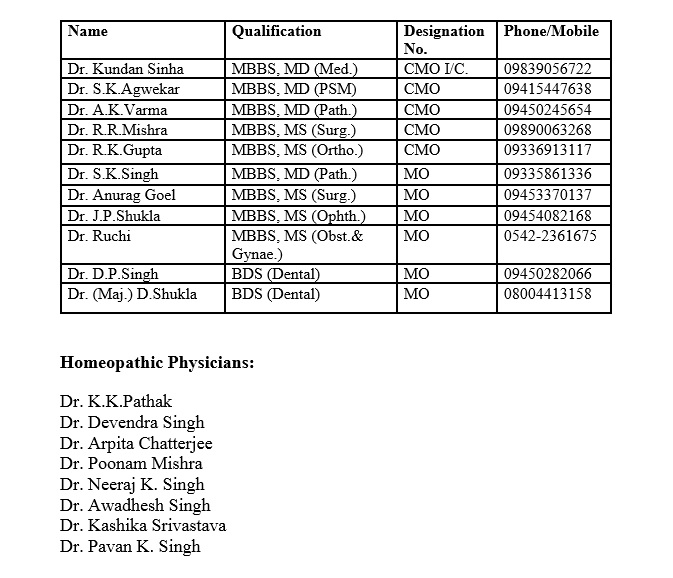 Name Qualification Designation No. Phone/Mobile
Dr. Kundan Sinha MBBS, MD (Med.) CMO I/C. 09839056722
Dr. S.K.Agwekar MBBS, MD (PSM) CMO 09415447638
Dr. A.K.Varma MBBS, MD (Path.) CMO 09450245654
Dr. R.R.Mishra MBBS, MS (Surg.) CMO 09890063268
Dr. R.K.Gupta MBBS, MS (Ortho.) CMO 09336913117
Dr. S.K.Singh MBBS, MD (Path.) MO 09335861336
Dr. Anurag Goel MBBS, MS (Surg.) MO 09453370137
Dr. J.P.Shukla MBBS, MS (Ophth.) MO 09454082168
Dr. Ruchi MBBS, MS (Obst.& Gynae.) MO 0542-2361675
Dr. D.P.Singh BDS (Dental) MO 09450282066
Dr. (Maj.) D.Shukla BDS (Dental) MO 08004413158
Homeopathic Physicians:
Dr. K.K.Pathak
Dr. Devendra Singh
Dr. Arpita Chatterjee
Dr. Poonam Mishra
Dr. Neeraj K. Singh
Dr. Awadhesh Singh
Dr. Kashika Srivastava
Dr. Pavan K. Singh